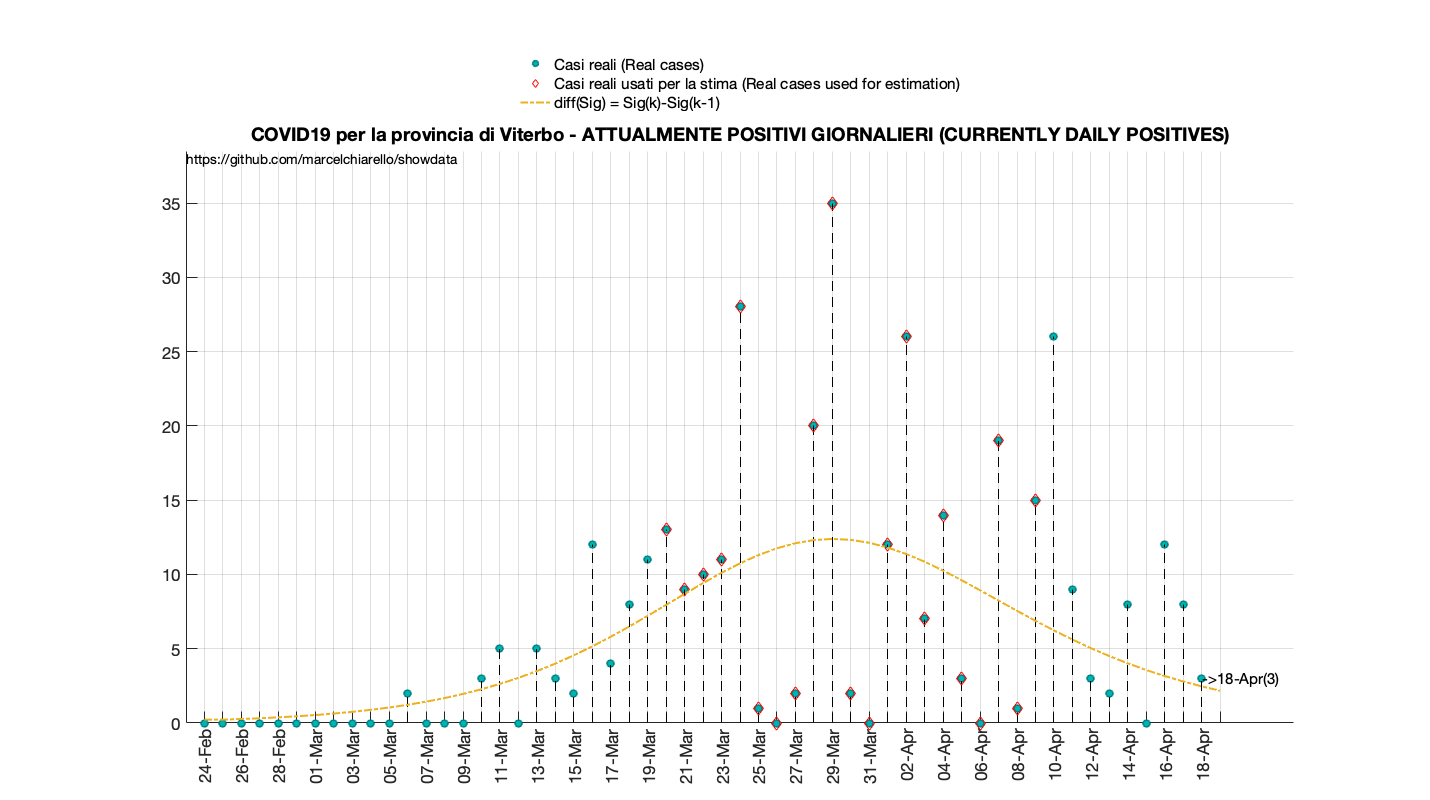 Casi reali (Real cases)
Casi reali usati per la stima (Real cases used for estimation)
diff(Sig) = Sig(k)-Sig(k-1)
COVID19 per la provincia di Viterbo - ATTUALMENTE POSITIVI GIORNALIERI (CURRENTLY DAILY POSITIVES)
https://github.com/marcelchiarello/showdata
35
30
25
20
15
10
5
0
->18-Apr(3)
24-Feb
26-Feb
28-Feb
01-Mar
03-Mar
05-Mar
07-Mar
09-Mar
11-Mar
13-Mar
15-Mar
17-Mar
19-Mar
21-Mar
23-Mar
25-Mar
27-Mar
29-Mar
31-Mar
02-Apr
04-Apr
06-Apr
08-Apr
10-Apr
12-Apr
14-Apr
16-Apr
18-Apr